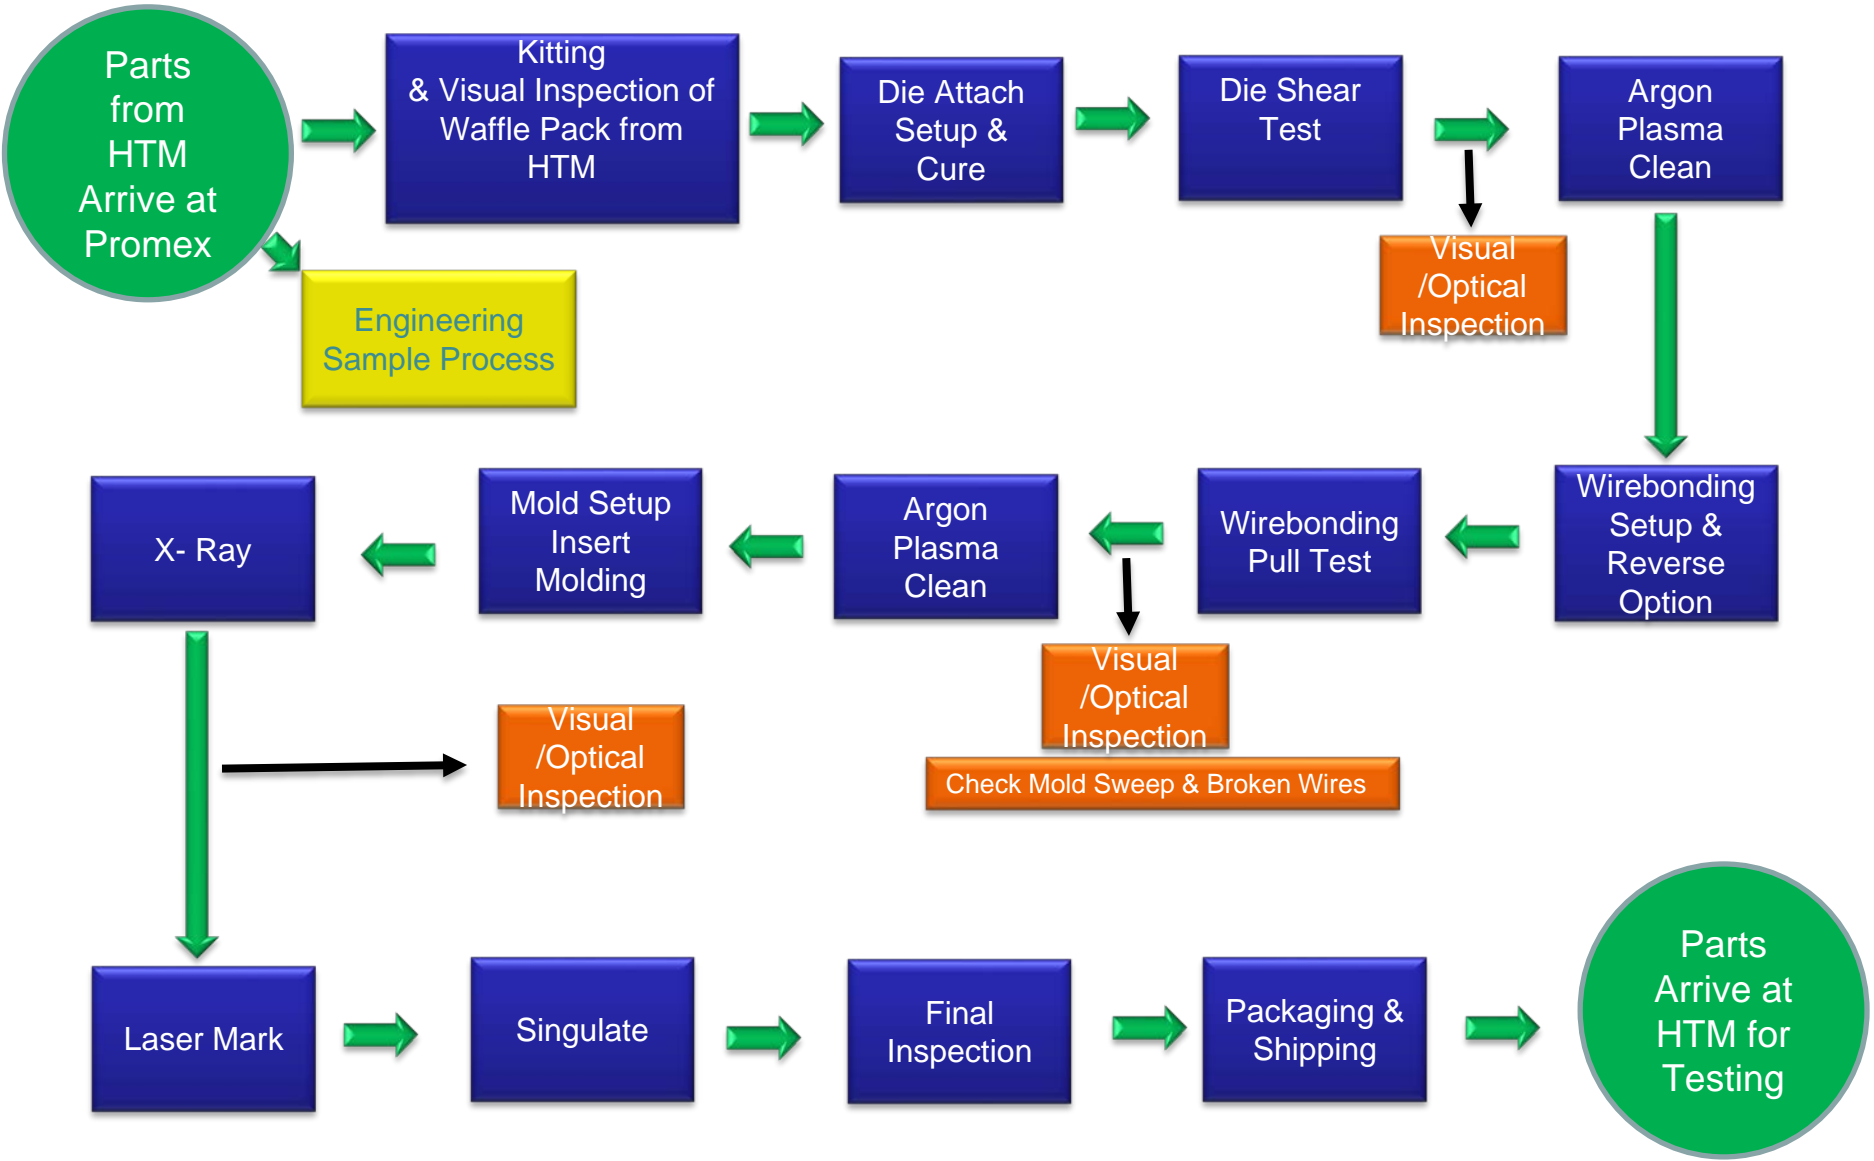 Parts
from
HTM
Arrive at
Promex
Kitting
& Visual Inspection of
Waffle Pack from
HTM
Die Attach
Setup &
Cure
Die Shear
Test
Argon
Plasma
Clean
Visual
/Optical
Inspection
Engineering
Sample Process
Wirebonding
Setup &
Reverse
Option
Wirebonding
Pull Test
Argon
Plasma
Clean
Mold Setup
Insert
Molding
X- Ray
Visual
/Optical
Inspection
Check Mold Sweep & Broken Wires
Visual
/Optical
Inspection
Laser Mark
Singulate
Final
Inspection
Packaging &
Shipping
Parts
Arrive at
HTM for
Testing